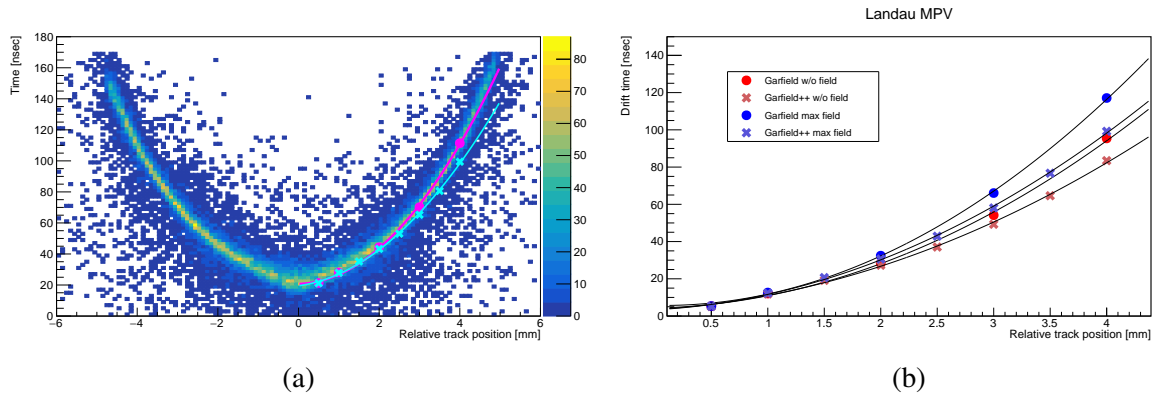 Landau MPV
Time [nsec]
180
160
140
120
100
80
60
40
20
0
−6 −4 −2 0 2 4 6
Relative track position [mm]
80
70
60
50
40
30
20
10
0
Drift time [nsec]
140
120
100
80
60
40
20
0
0.5 1 1.5 2 2.5 3 3.5 4
Relative track position [mm]
Garfield w/o field
Garfield++ w/o field
Garfield max field
Garfield++ max field
(a)
(b)